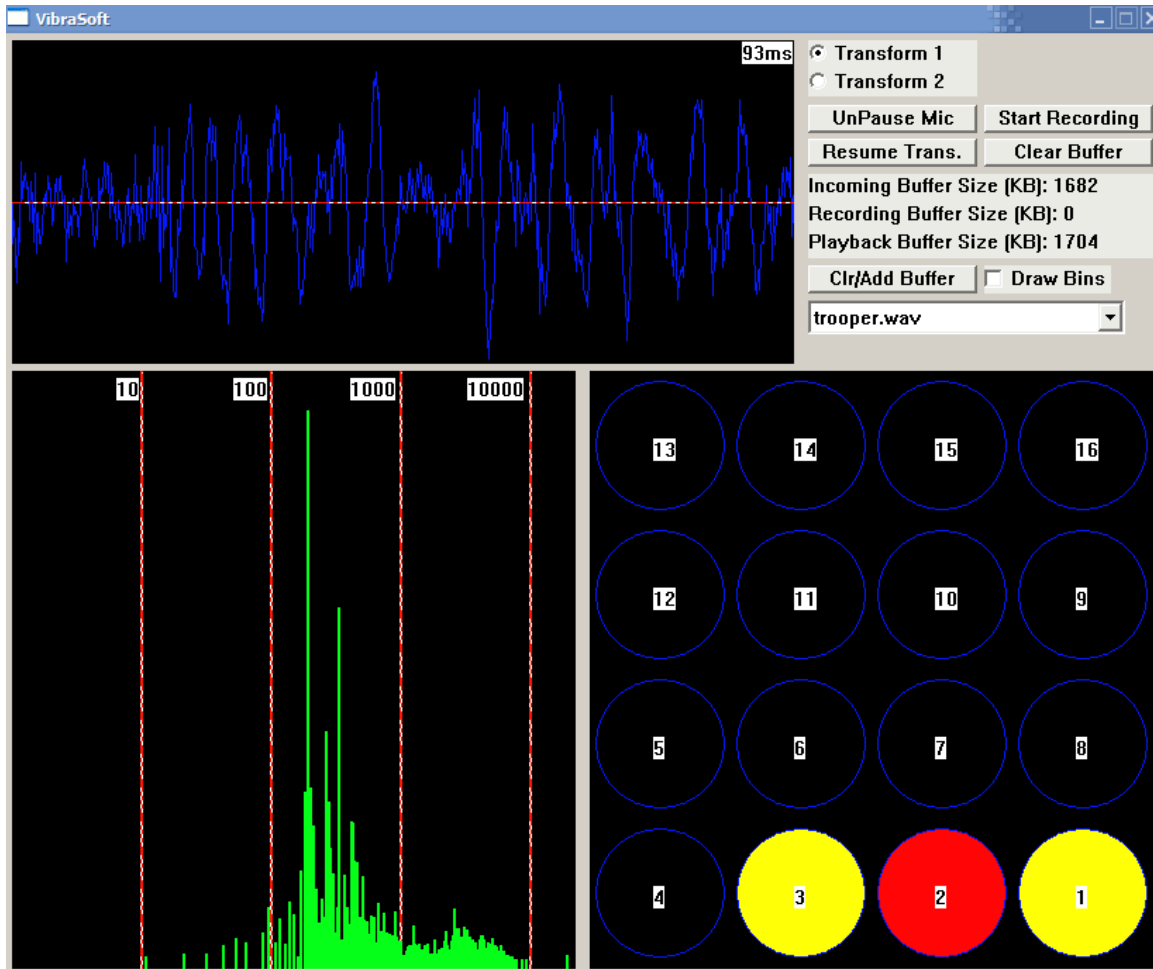 VibraSoft
93ms
Transform 1
Transform 2
UnPause Mic Start Recording
Resume Trans. Clear Buffer
Incoming Buffer Size (KB): 1682
Recording Buffer Size (KB): 0
Playback Buffer Size (KB): 1704
Clr/Add Buffer Draw Bins
trooper.wav
10 100 1000 10000
13 14 15 16
12 11 10 9
5 6 7 8
4 3 2 1